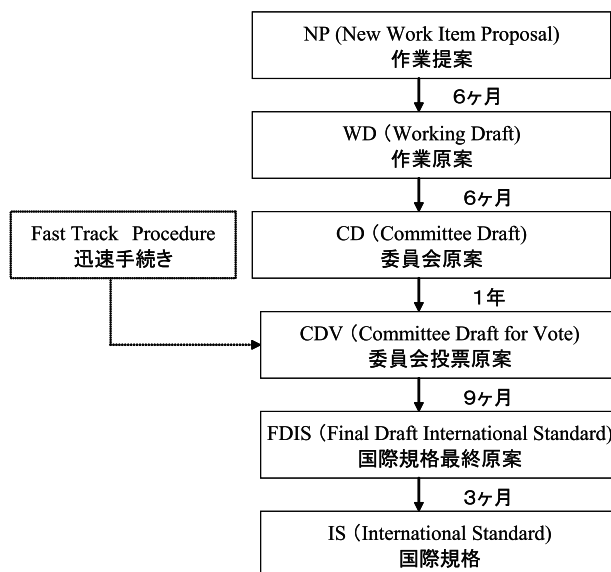 NP (New Work Item Proposal)
作業提案
6ヶ月
WD（Working Draft）
作業原案
6ヶ月
Fast Track Procedure
迅速手続き
CD（Committee Draft）
委員会原案
1年
CDV（Committee Draft for Vote）
委員会投票原案
9ヶ月
FDIS（Final Draft International Standard）
国際規格最終原案
3ヶ月
IS（International Standard）
国際規格